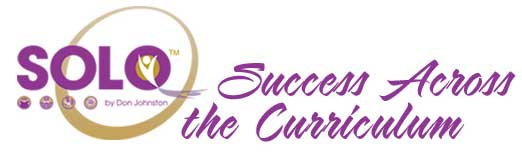 SOLO™
by Don Johnston
Success Across
the Curriculum